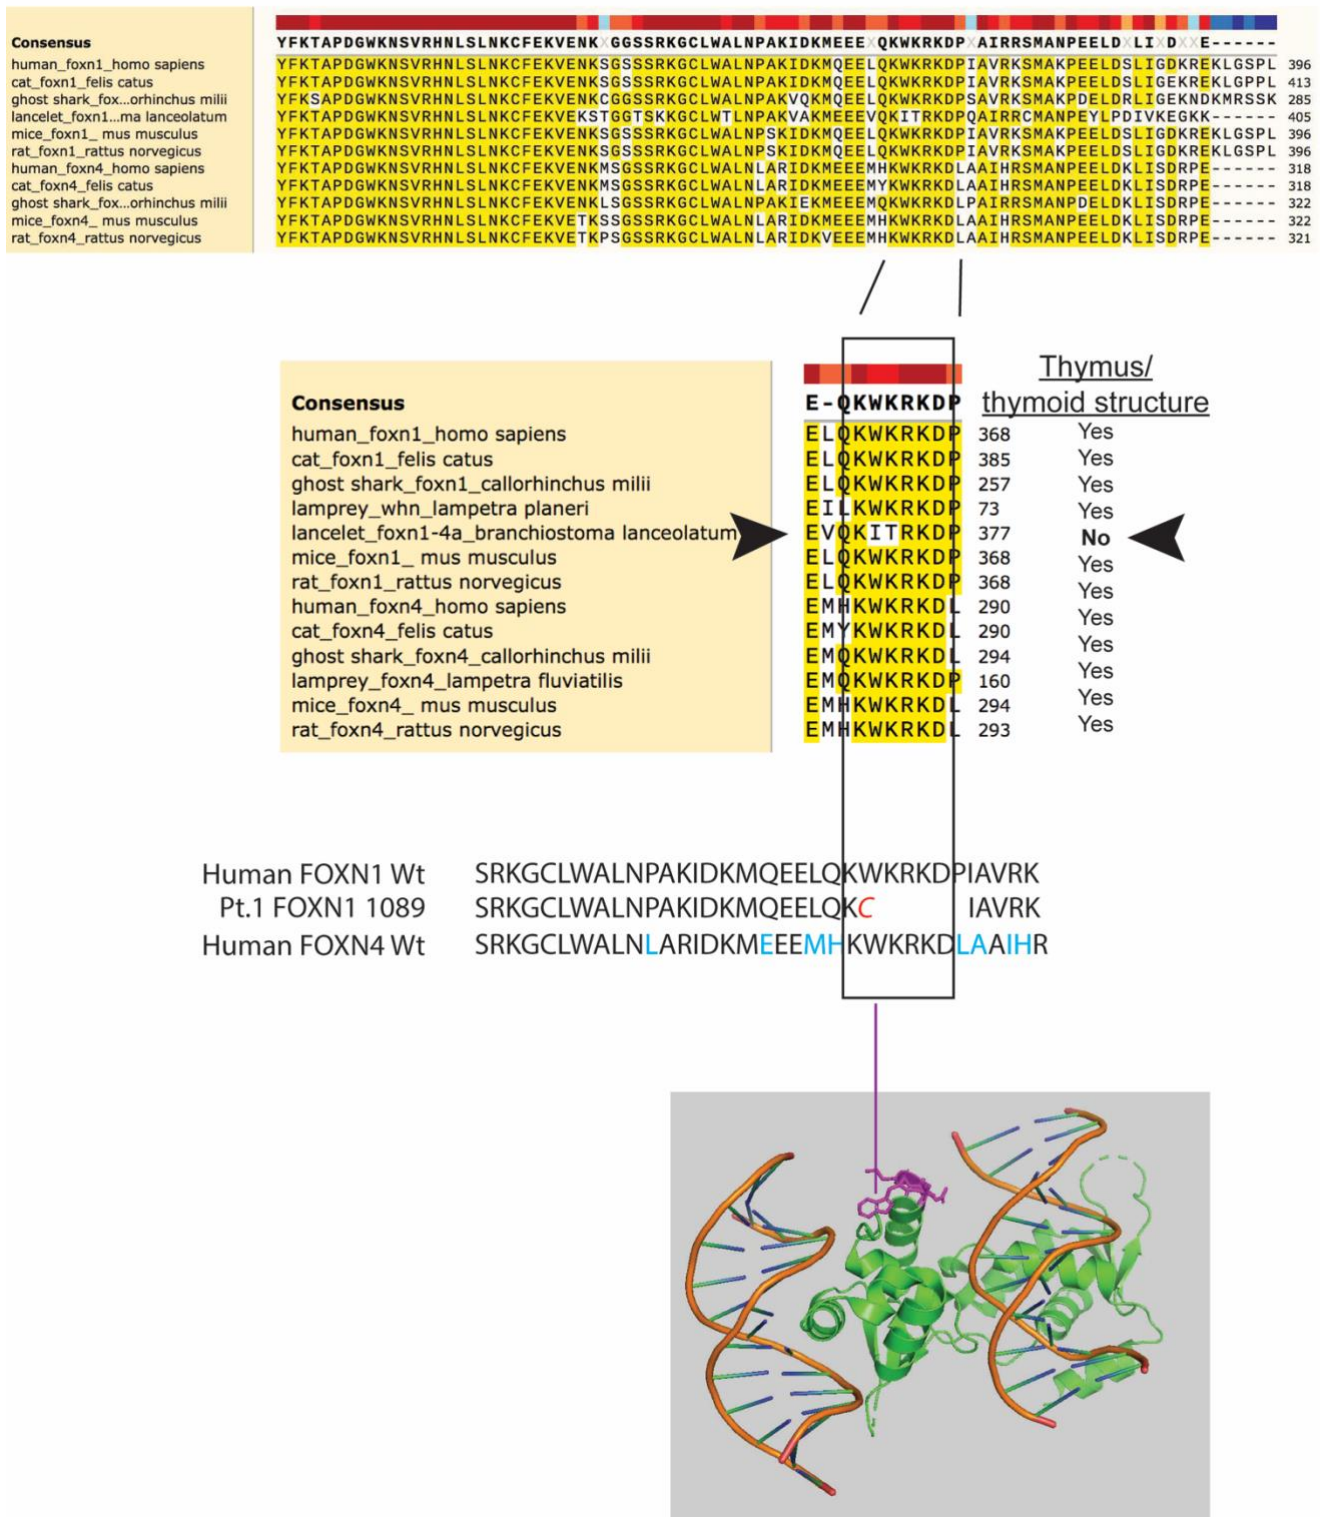 Consensus YFKTAPDGWKNSVRHNLSLNKCFEKVENKXGGSSRKGCLWALNPAKIDKMEEEXQKWKRKDPXAIRRSMANPEELDXLIXDXXE------
human_foxn1_homo sapiens YFKTAPDGWKNSVRHNLSLNKCFEKVENKSGSSSRKGCLWALNPAKIDKMQEELQKWKRKDPIAVRKSMAKPEELDSLIGDKREKLGSPL 396
cat_foxn1_felis catus YFKTAPDGWKNSVRHNLSLNKCFEKVENKSGSSSRKGCLWALNPAKIDKMQEELQKWKRKDPIAVRKSMAKPEELDSLIGEKREKLGPPL 413
ghost shark_fox...orhinchus milii YFKSAPDGWKNSVRHNLSLNKCFEKVENKCGGSSRKGCLWALNPAKVQKMQEELQKWKRKDPSAVRKSMAKPDELDRLIGEKNDKMRSSK 285
lancelet_foxn1...ma lanceolatum YFKTAPDGWKNSVRHNLSLNKCFEKVEKSTGGTSKKGCLWTLNPAKVAKMEEEVQKITRKDPQAIRRCMANPEYLPDIVKEGKK------ 405
mice_foxn1_ mus musculus YFKTAPDGWKNSVRHNLSLNKCFEKVENKSGSSSRKGCLWALNPSKIDKMQEELQKWKRKDPIAVRKSMAKPEELDSLIGDKREKLGSPL 396
rat_foxn1_rattus norvegicus YFKTAPDGWKNSVRHNLSLNKCFEKVENKSGSSSRKGCLWALNPSKIDKMQEELQKWKRKDPIAVRKSMAKPEELDSLIGDKREKLGSPL 396
human_foxn4_homo sapiens YFKTAPDGWKNSVRHNLSLNKCFEKVENKMSGSSRKGCLWALNLARIDKMEEEMHKWKRKDLAAIHRSMANPEELDKLISDRPE------ 318
cat_foxn4_felis catus YFKTAPDGWKNSVRHNLSLNKCFEKVENKMSGSSRKGCLWALNLARIDKMEEEMYKWKRKDLAAIHRSMANPEELDKLISDRPE------ 318
ghost shark_fox...orhinchus milii YFKTAPDGWKNSVRHNLSLNKCFEKVENKLSGSSRKGCLWALNPAKIEKMEEEMQKWKRKDLPAIRRSMANPDELDKLISDRPE------ 322
mice_foxn4_ mus musculus YFKTAPDGWKNSVRHNLSLNKCFEKVETKSSGSSRKGCLWALNLARIDKMEEEMHKWKRKDLAAIHRSMANPEELDKLISDRPE------ 322
rat_foxn4_rattus norvegicus YFKTAPDGWKNSVRHNLSLNKCFEKVETKPSGSSRKGCLWALNLARIDKVEEEMHKWKRKDLAAIHRSMANPEELDKLISDRPE------ 321
Thymus/
thymoid structure
Consensus E-QKWKRKDP
human_foxn1_homo sapiens ELQKWKRKDP 368 Yes
cat_foxn1_felis catus ELQKWKRKDP 385 Yes
ghost shark_foxn1_callorhinchus milii ELQKWKRKDP 257 Yes
lamprey_whn_lampetra planeri EILKWKRKDP 73 Yes
lancelet_foxn1-4a_branchiostoma lanceolatum EVQKITRKDP 377 No
mice_foxn1_ mus musculus ELQKWKRKDP 368 Yes
rat_foxn1_rattus norvegicus ELQKWKRKDP 368 Yes
human_foxn4_homo sapiens EMHKWKRKDL 290 Yes
cat_foxn4_felis catus EMYKWKRKDL 290 Yes
ghost shark_foxn4_callorhinchus milii EMQKWKRKDL 294 Yes
lamprey_foxn4_lampetra fluviatilis EMQKWKRKDP 160 Yes
mice_foxn4_ mus musculus EMHKWKRKDL 294 Yes
rat_foxn4_rattus norvegicus EMHKWKRKDL 293 Yes
Human FOXN1 Wt SRKGCLWALNPAKIDKMQEELQKWKRKDPIAVRK
Pt.1 FOXN1 1089 SRKGCLWALNPAKIDKMQEELQKC IAVRK
Human FOXN4 Wt SRKGCLWALNLARIDKMEEEMHKWKRKDLAAIHR